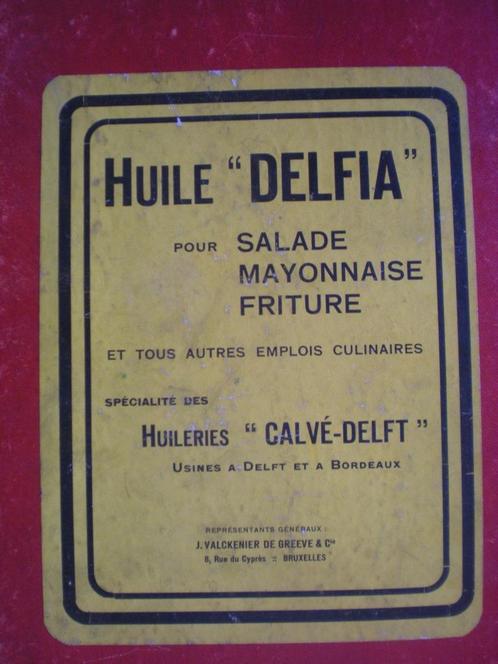 HUILE "DELFIA"
POUR SALADE
MAYONNAISE
FRITURE
ET TOUS AUTRES EMPLOIS CULINAIRES
SPÉCIALITÉ DES
HUILERIES "CALVÉ-DELFT"
USINES A DELFT ET A BORDEAUX
REPRÉSENTANTS GÉNÉRAUX :
J. VALCKENIER DE GREEVE & Cie
8, Rue du Cyprès :: BRUXELLES